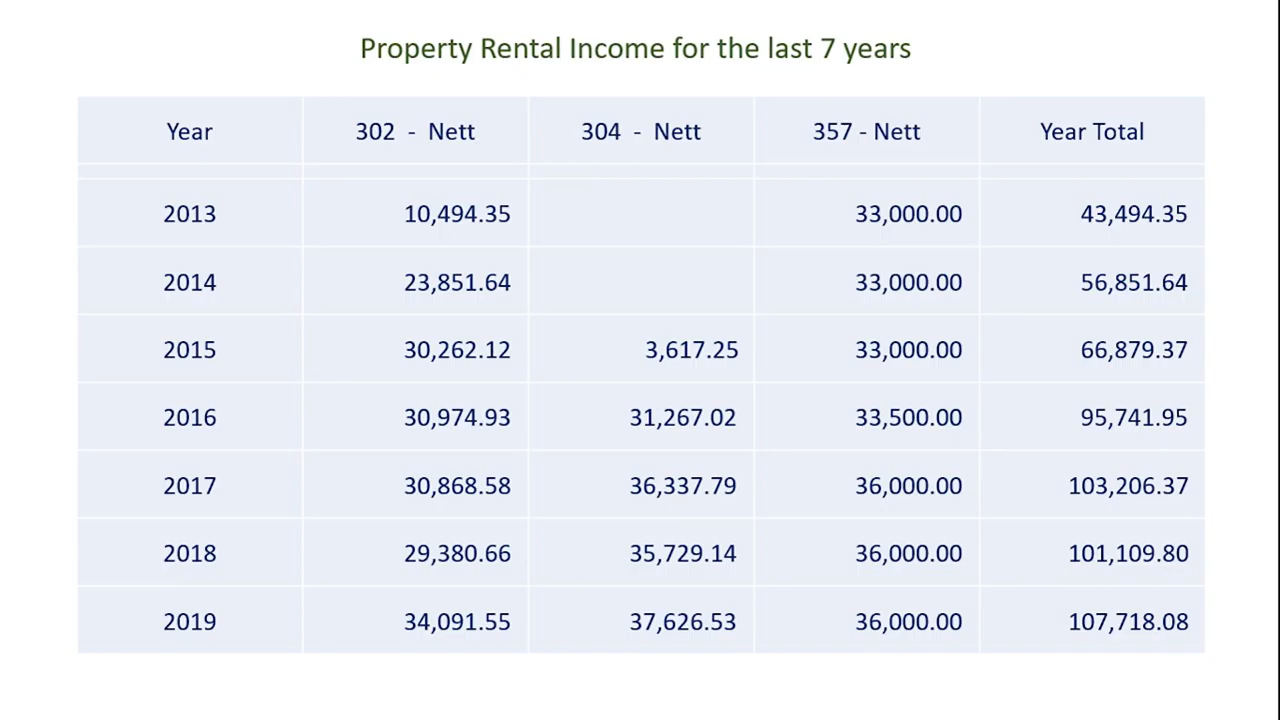 Property Rental Income for the last 7 years
Year 302 - Nett 304 - Nett 357 - Nett Year Total
2013 10,494.35 33,000.00 43,494.35
2014 23,851.64 33,000.00 56,851.64
2015 30,262.12 3,617.25 33,000.00 66,879.37
2016 30,974.93 31,267.02 33,500.00 95,741.95
2017 30,868.58 36,337.79 36,000.00 103,206.37
2018 29,380.66 35,729.14 36,000.00 101,109.80
2019 34,091.55 37,626.53 36,000.00 107,718.08